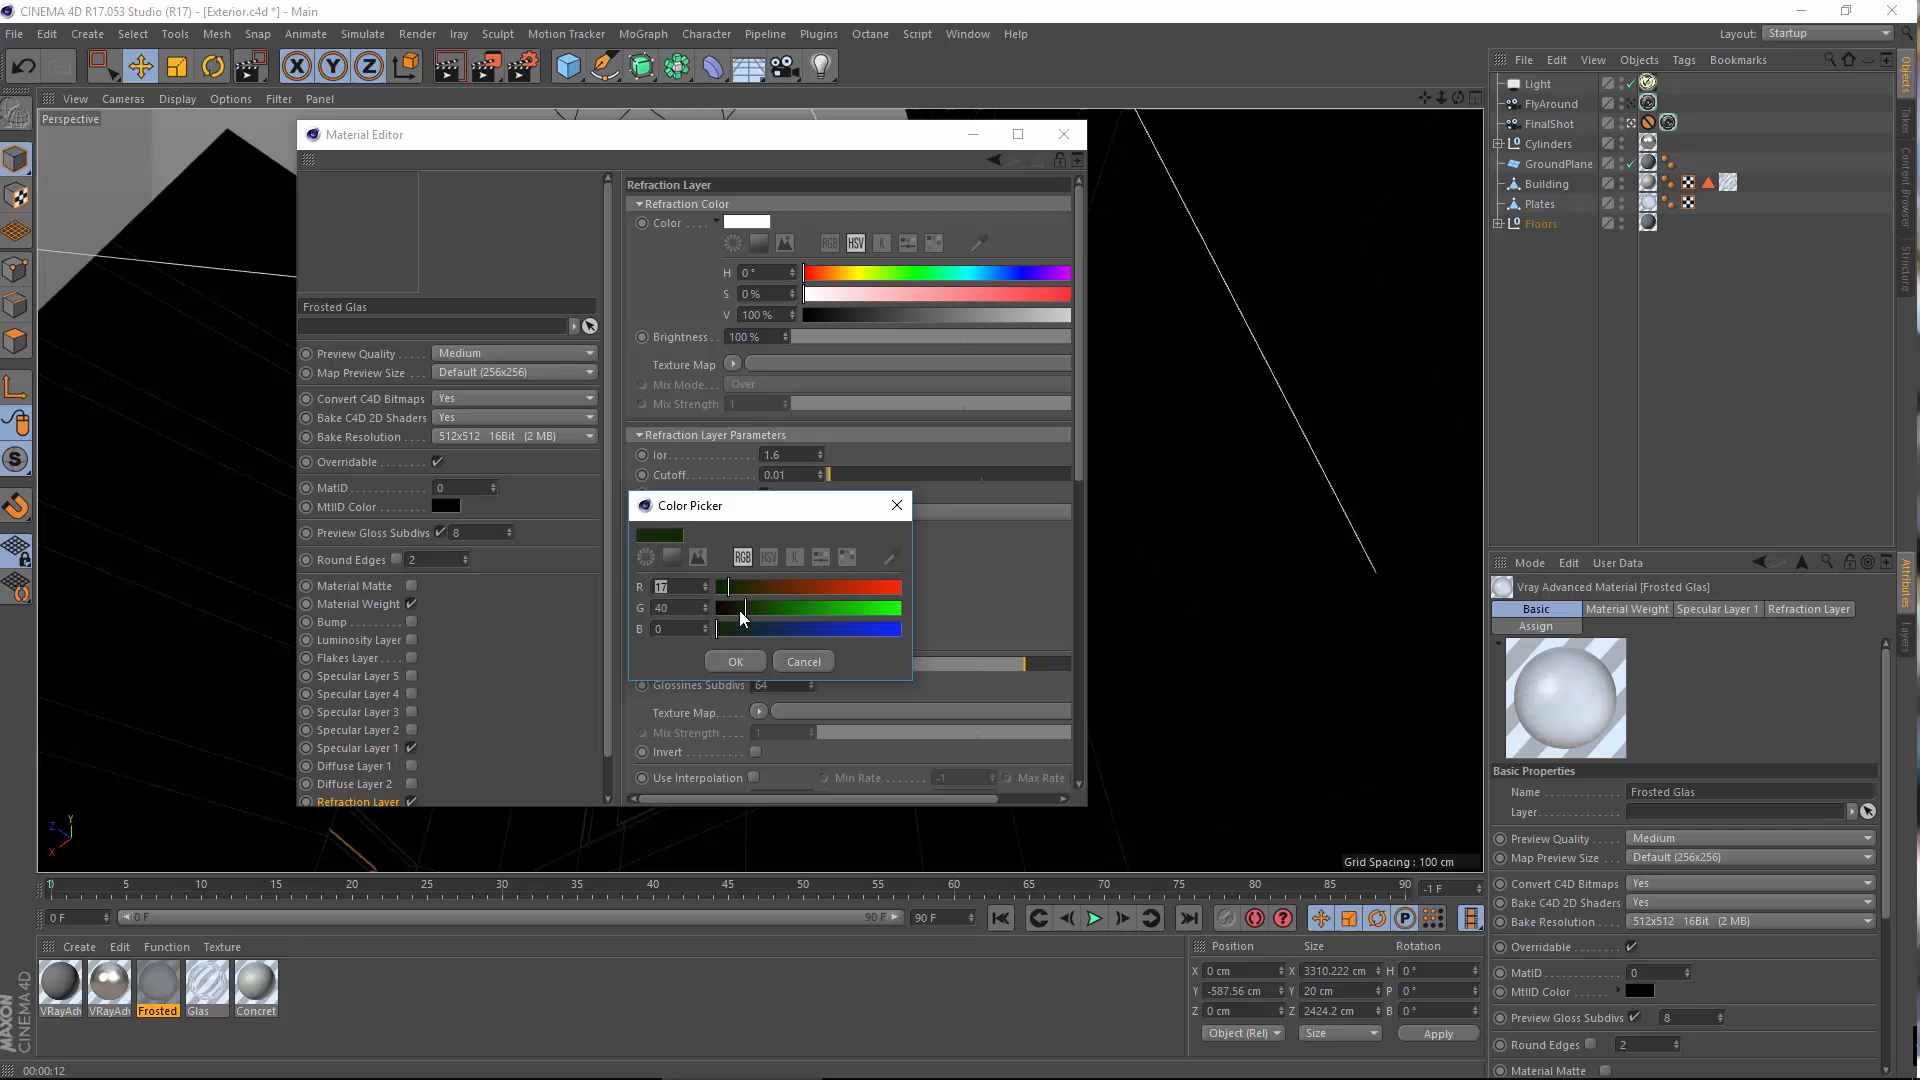 CINEMA 4D R17.053 Studio (R17) - [Exterior.c4d *] - Main
File Edit Create Select Tools Mesh Snap Animate Simulate Render Iray Sculpt Motion Tracker MoGraph Character Pipeline Plugins Octane Script Window Help
Layout: Startup
View Cameras Display Options Filter Panel
Perspective
Material Editor
Frosted Glas
Preview Quality ..... Medium
Map Preview Size ... Default (256x256)
Convert C4D Bitmaps Yes
Bake C4D 2D Shaders Yes
Bake Resolution .... 512x512 16Bit (2 MB)
Overridable ........
MatID ............ 0
MtlID Color ........
Preview Gloss Subdivs 8
Round Edges 2
Material Matte
Material Weight
Bump ........
Luminosity Layer
Flakes Layer ....
Specular Layer 5
Specular Layer 4
Specular Layer 3
Specular Layer 2
Specular Layer 1
Diffuse Layer 1
Diffuse Layer 2
Refraction Layer
Refraction Layer
Refraction Color
Color ....
RGB HSV K
H 0 °
S 0 %
V 100 %
Brightness .. 100 %
Texture Map
Mix Mode... Over
Mix Strength 1
Refraction Layer Parameters
Ior............... 1.6
Cutoff........... 0.01
Color Picker
RGB HSV K
R 17
G 40
B 0
OK Cancel
Glossines Subdivs 64
Texture Map.....
Mix Strength .... 1
Invert ..........
Use Interpolation Min Rate ....... -1 Max Rate
Y
Z
X
Grid Spacing : 100 cm
File Edit View Objects Tags Bookmarks
Light
FlyAround
FinalShot
Cylinders
GroundPlane
Building
Plates
Floors
Objects
Takes
Content Browser
Structure
Mode Edit User Data
Vray Advanced Material [Frosted Glas]
Basic Material Weight Specular Layer 1 Refraction Layer
Assign
Basic Properties
Name ............. Frosted Glas
Layer..............
Preview Quality ..... Medium
Map Preview Size ... Default (256x256)
Convert C4D Bitmaps Yes
Bake C4D 2D Shaders Yes
Bake Resolution .... 512x512 16Bit (2 MB)
Overridable ........
MatID ............ 0
MtlID Color ......
Preview Gloss Subdivs 8
Round Edges 2
Material Matte
Attributes
Layers
0 5 10 15 20 25 30 35 40 45 50 55 60 65 70 75 80 85 90 -1 F
0 F 0 F 90 F 90 F
Create Edit Function Texture
VRayAdv VRayAdv Frosted Glas Concret
Position Size Rotation
X 0 cm X 3310.222 cm H 0 °
Y -587.56 cm Y 20 cm P 0 °
Z 0 cm Z 2424.2 cm B 0 °
Object (Rel) Size Apply
MAXON
CINEMA 4D
00:00:12